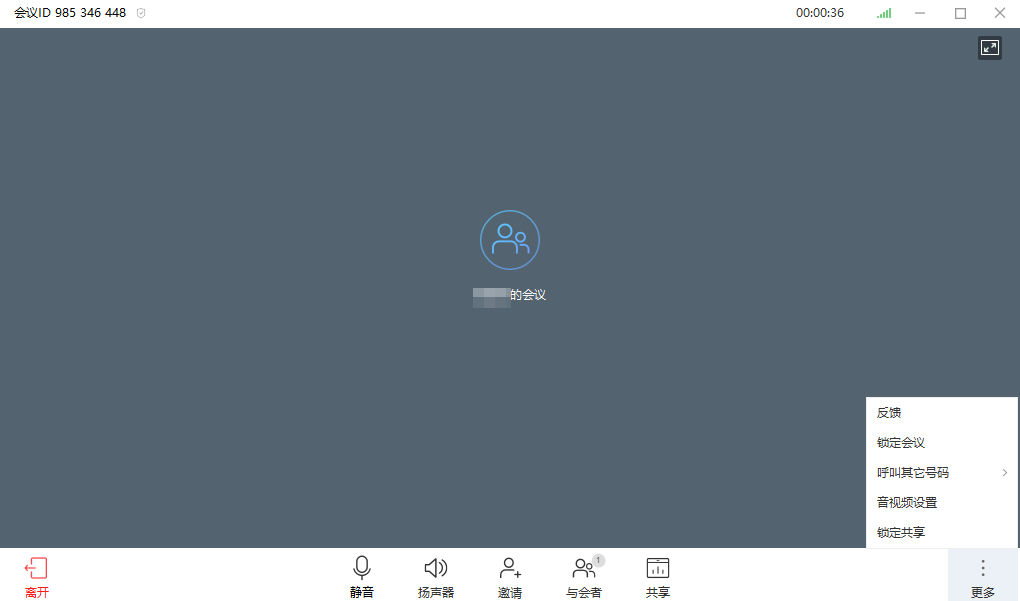 会议ID 985 346 448
00:00:36
的会议
反馈
锁定会议
呼叫其它号码
音视频设置
锁定共享
离开
静音
扬声器
邀请
1
与会者
共享
更多